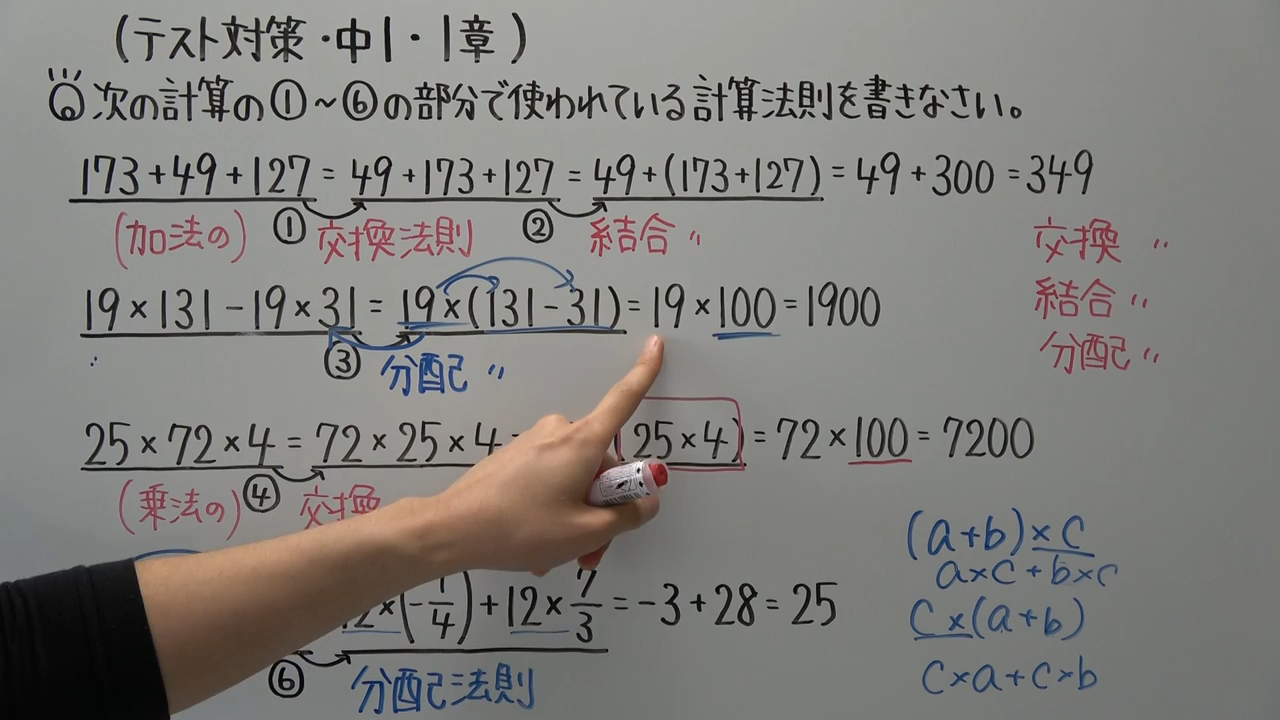 (テスト対策・中1・1章)
Q次の計算の①~⑥の部分で使われている計算法則を書きなさい。
173+49+127 = 49+173+127 = 49+(173+127) = 49+300 = 349
(加法の) ① 交換法則 ② 結合 〃
交換 〃
結合 〃
分配 〃
19×131-19×31 = 19×(131-31) = 19×100 = 1900
③ 分配 〃
25×72×4 = 72×25×4 25×4) = 72×100 = 7200
(乗法の) ④ 交換
×(-1/4)+12×7/3 = -3+28 = 25
⑥ 分配法則
(a+b)×c
a×c+b×c
c×(a+b)
c×a+c×b